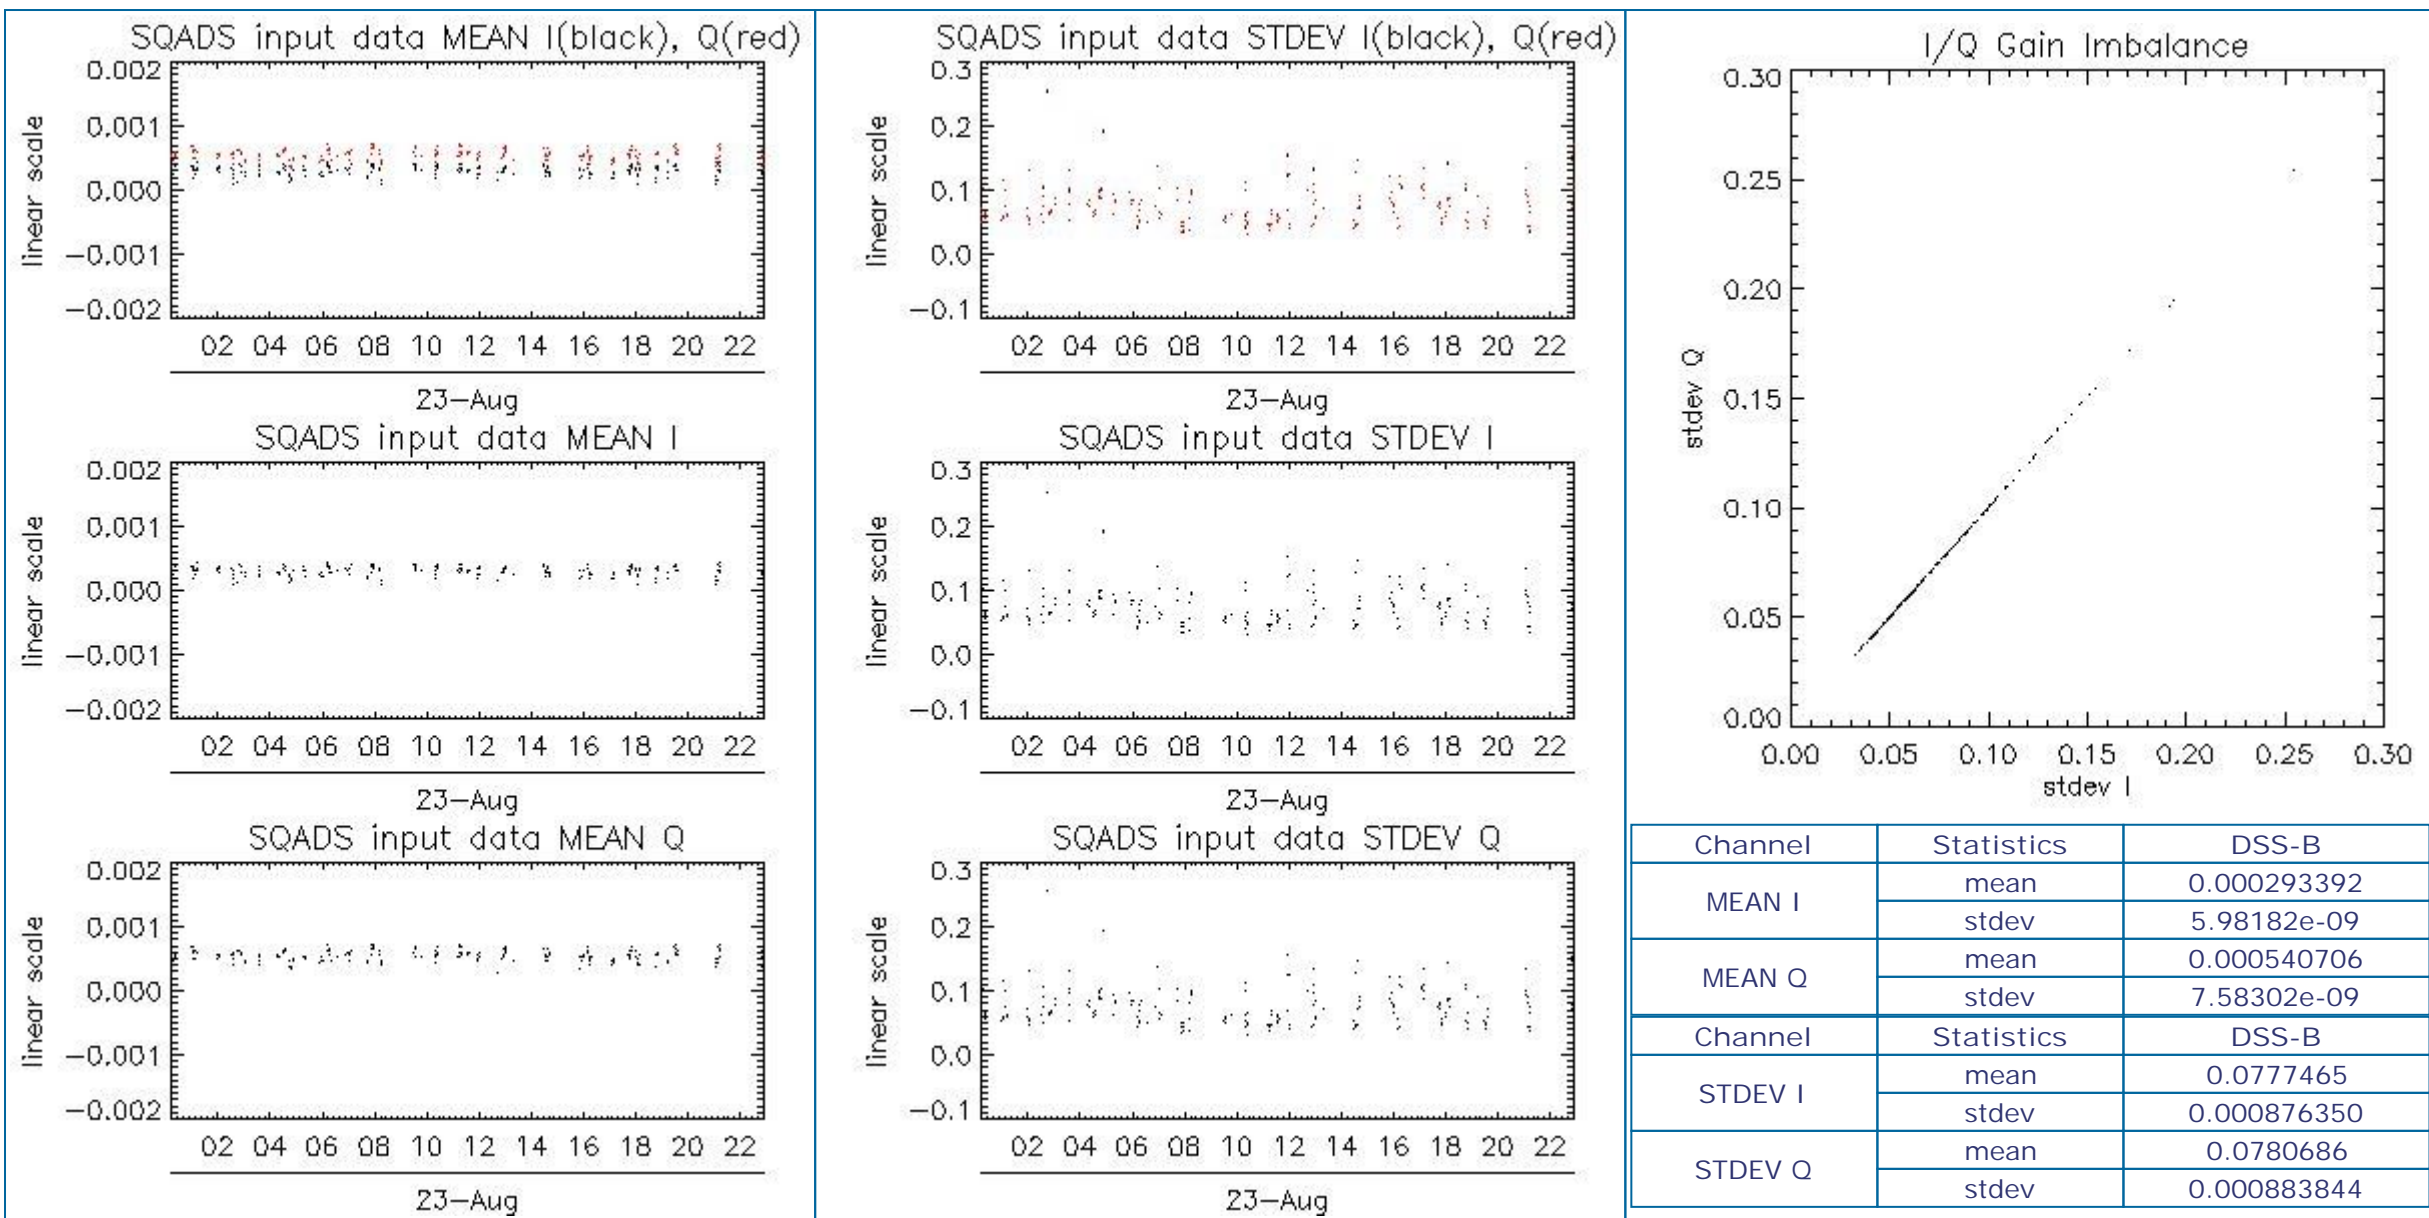 SQADS input data MEAN I(black), Q(red)
0.002
0.001
0.000
-0.001
-0.002
linear scale
02 04 06 08 10 12 14 16 18 20 22
23-Aug
SQADS input data MEAN I
0.002
0.001
0.000
-0.001
-0.002
linear scale
02 04 06 08 10 12 14 16 18 20 22
23-Aug
SQADS input data MEAN Q
0.002
0.001
0.000
-0.001
-0.002
linear scale
02 04 06 08 10 12 14 16 18 20 22
23-Aug
SQADS input data STDEV I(black), Q(red)
0.3
0.2
0.1
0.0
-0.1
linear scale
02 04 06 08 10 12 14 16 18 20 22
23-Aug
SQADS input data STDEV I
0.3
0.2
0.1
0.0
-0.1
linear scale
02 04 06 08 10 12 14 16 18 20 22
23-Aug
SQADS input data STDEV Q
0.3
0.2
0.1
0.0
-0.1
linear scale
02 04 06 08 10 12 14 16 18 20 22
23-Aug
I/Q Gain Imbalance
0.30
0.25
0.20
0.15
0.10
0.05
0.00
stdev Q
0.00 0.05 0.10 0.15 0.20 0.25 0.30
stdev I
Channel Statistics DSS-B
MEAN I mean 0.000293392
stdev 5.98182e-09
MEAN Q mean 0.000540706
stdev 7.58302e-09
Channel Statistics DSS-B
STDEV I mean 0.0777465
stdev 0.000876350
STDEV Q mean 0.0780686
stdev 0.000883844